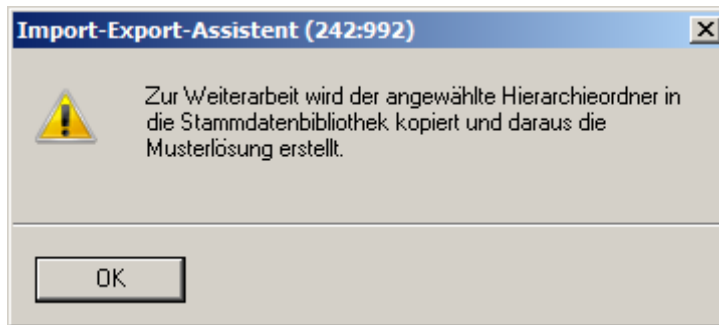 Import-Export-Assistent (242:992)
Zur Weiterarbeit wird der angewählte Hierarchieordner in
die Stammdatenbibliothek kopiert und daraus die
Musterlösung erstellt.
OK